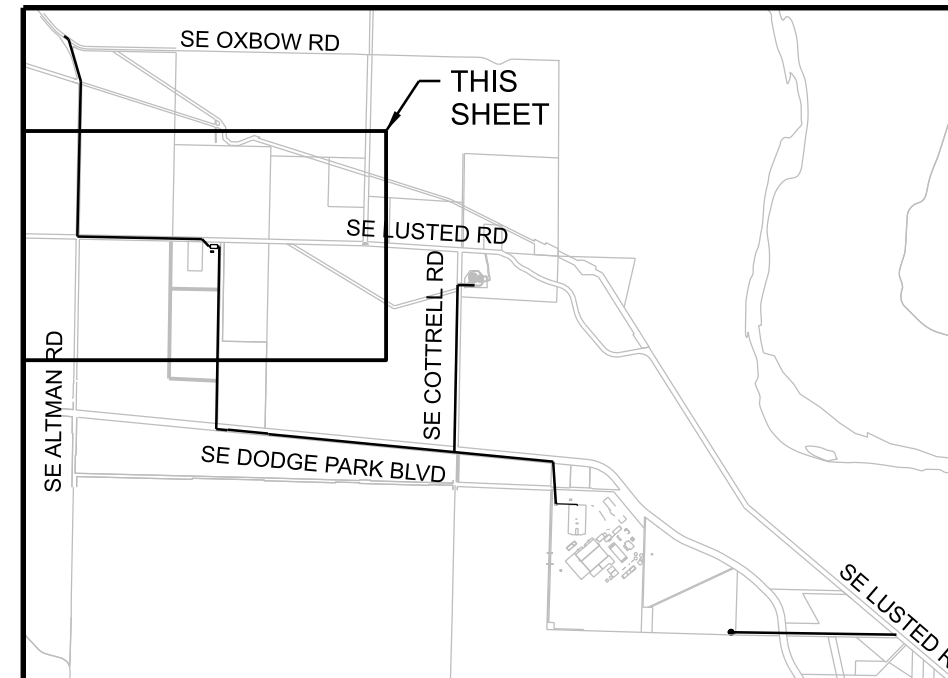 SE OXBOW RD
THIS
SHEET
SE LUSTED RD
SE COTTRELL RD
SE ALTMAN RD
SE DODGE PARK BLVD
SE LUSTED R